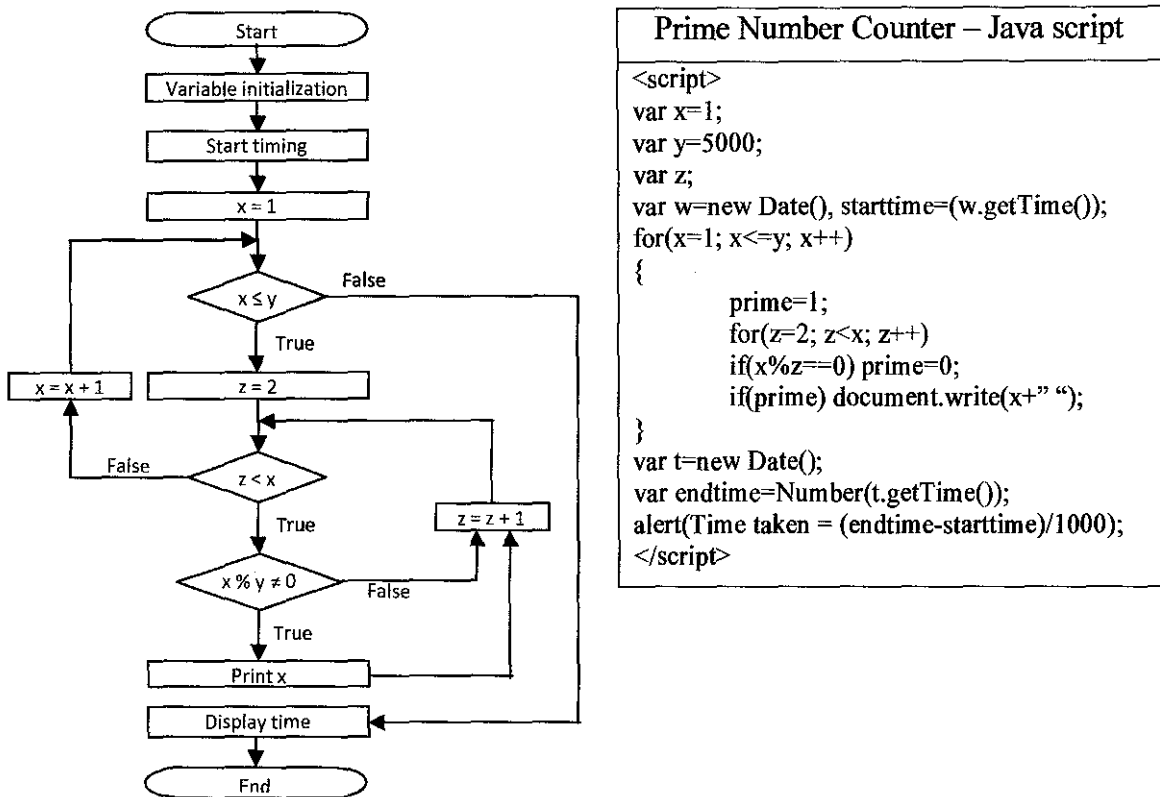 Start
Variable initialization
Start timing
x = 1
x ≤ y
False
True
x = x + 1
z = 2
False
z < x
True
z = z + 1
x % y ≠ 0
False
True
Print x
Display time
End
Prime Number Counter – Java script
<script>
var x=1;
var y=5000;
var z;
var w=new Date(), starttime=(w.getTime());
for(x=1; x<=y; x++)
{
prime=1;
for(z=2; z<x; z++)
if(x%z==0) prime=0;
if(prime) document.write(x+” “);
}
var t=new Date();
var endtime=Number(t.getTime());
alert(Time taken = (endtime-starttime)/1000);
</script>